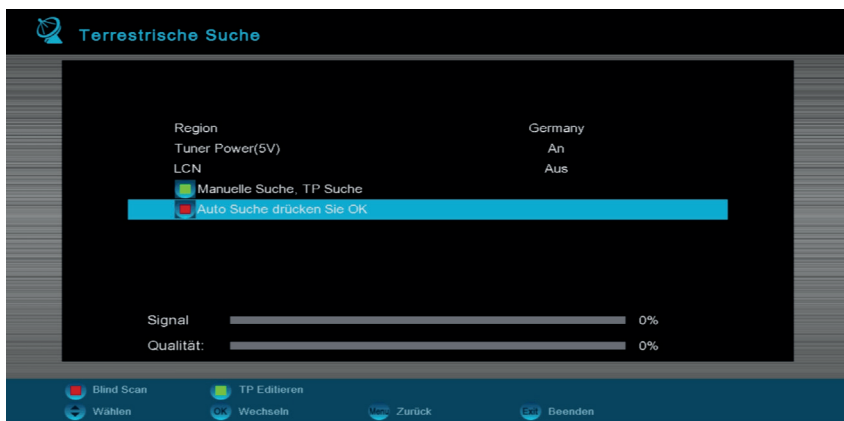 Terrestrische Suche
Region Germany
Tuner Power(5V) An
LCN Aus
Manuelle Suche, TP Suche
Auto Suche drücken Sie OK
Signal 0%
Qualität: 0%
Blind Scan TP Editieren
Wählen OK Wechseln Menu Zurück Exit Beenden